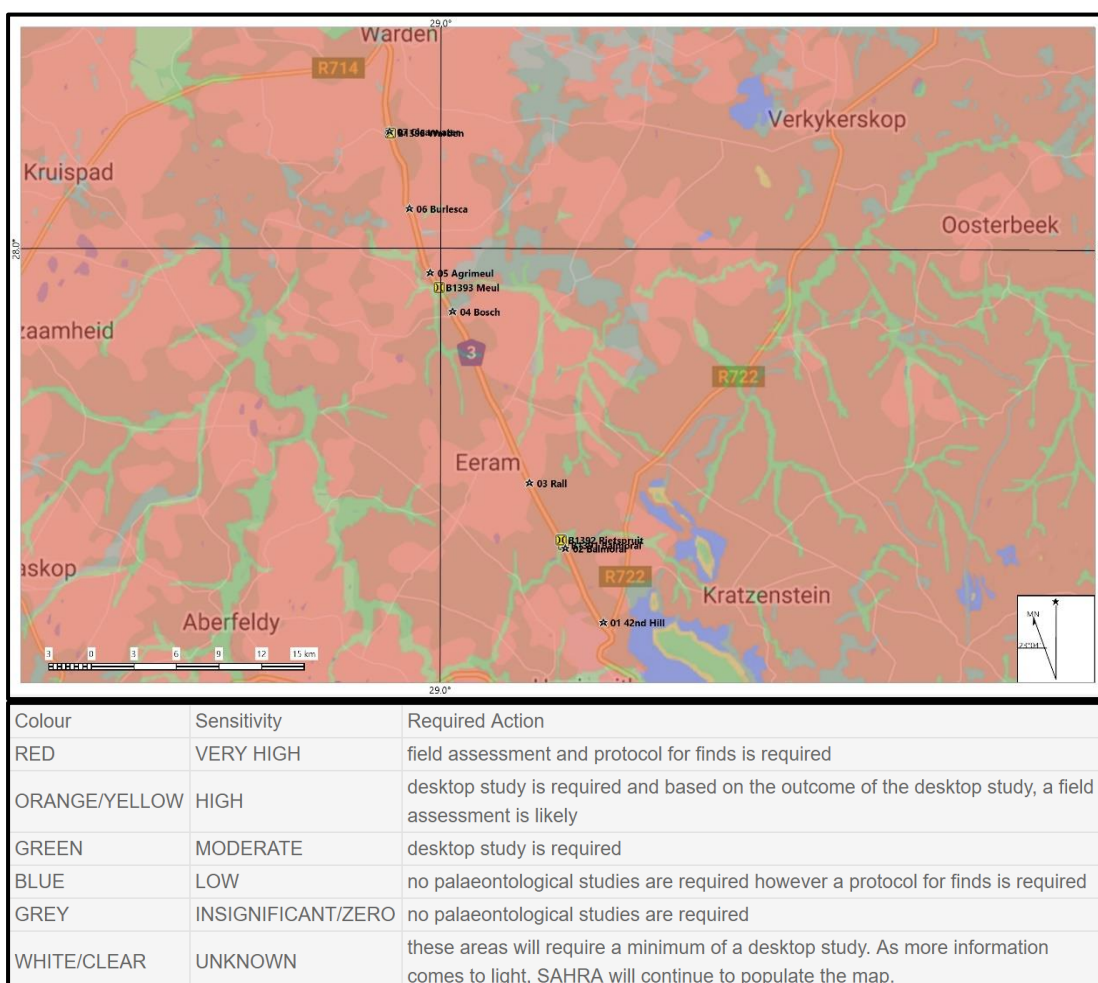 29.0°
Warden
R714
Verkykerskop
Kruispad
06 Burlesca
Oosterbeek
28.0°
05 Agrimeul
B1393 Meul
04 Bosch
zaamheid
3
R722
Eeram
03 Rall
B1392 Rietspruit
02 Balmoral
askop
R722
Kratzenstein
Aberfeldy
01 42nd Hill
MN
3 0 3 6 9 12 15 km
29.0°
Colour Sensitivity Required Action
RED VERY HIGH field assessment and protocol for finds is required
ORANGE/YELLOW HIGH desktop study is required and based on the outcome of the desktop study, a field
assessment is likely
GREEN MODERATE desktop study is required
BLUE LOW no palaeontological studies are required however a protocol for finds is required
GREY INSIGNIFICANT/ZERO no palaeontological studies are required
WHITE/CLEAR UNKNOWN these areas will require a minimum of a desktop study. As more information
comes to light, SAHRA will continue to populate the map.